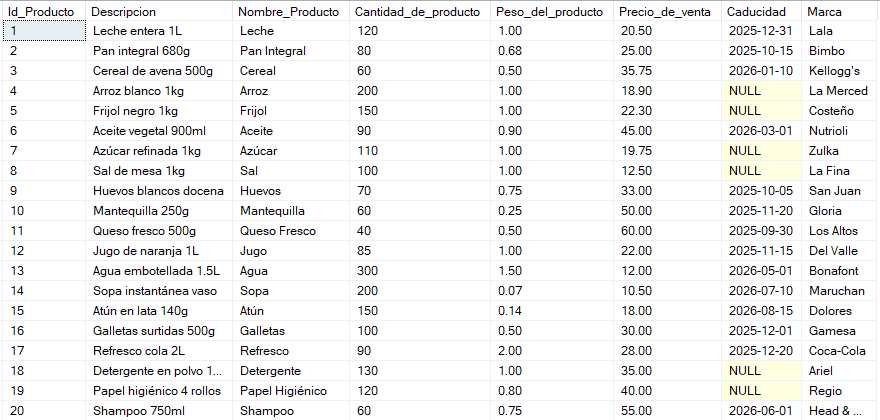 Id_Producto Descripcion Nombre_Producto Cantidad_de_producto Peso_del_producto Precio_de_venta Caducidad Marca
1 Leche entera 1L Leche 120 1.00 20.50 2025-12-31 Lala
2 Pan integral 680g Pan Integral 80 0.68 25.00 2025-10-15 Bimbo
3 Cereal de avena 500g Cereal 60 0.50 35.75 2026-01-10 Kellogg's
4 Arroz blanco 1kg Arroz 200 1.00 18.90 NULL La Merced
5 Frijol negro 1kg Frijol 150 1.00 22.30 NULL Costeño
6 Aceite vegetal 900ml Aceite 90 0.90 45.00 2026-03-01 Nutrioli
7 Azúcar refinada 1kg Azúcar 110 1.00 19.75 NULL Zulka
8 Sal de mesa 1kg Sal 100 1.00 12.50 NULL La Fina
9 Huevos blancos docena Huevos 70 0.75 33.00 2025-10-05 San Juan
10 Mantequilla 250g Mantequilla 60 0.25 50.00 2025-11-20 Gloria
11 Queso fresco 500g Queso Fresco 40 0.50 60.00 2025-09-30 Los Altos
12 Jugo de naranja 1L Jugo 85 1.00 22.00 2025-11-15 Del Valle
13 Agua embotellada 1.5L Agua 300 1.50 12.00 2026-05-01 Bonafont
14 Sopa instantánea vaso Sopa 200 0.07 10.50 2026-07-10 Maruchan
15 Atún en lata 140g Atún 150 0.14 18.00 2026-08-15 Dolores
16 Galletas surtidas 500g Galletas 100 0.50 30.00 2025-12-01 Gamesa
17 Refresco cola 2L Refresco 90 2.00 28.00 2025-12-20 Coca-Cola
18 Detergente en polvo 1... Detergente 130 1.00 35.00 NULL Ariel
19 Papel higiénico 4 rollos Papel Higiénico 120 0.80 40.00 NULL Regio
20 Shampoo 750ml Shampoo 60 0.75 55.00 2026-06-01 Head & ...